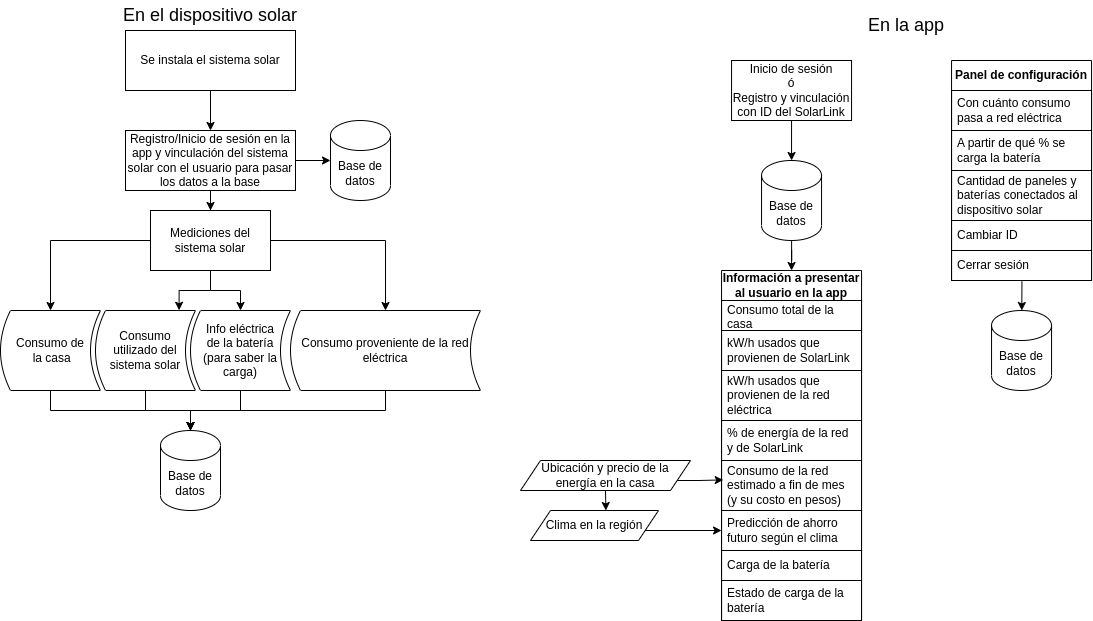 En el dispositivo solar
Se instala el sistema solar
Registro/Inicio de sesión en la
app y vinculación del sistema
solar con el usuario para pasar
los datos a la base
Base de
datos
Mediciones del
sistema solar
Consumo de
la casa
Consumo
utilizado del
sistema solar
Info eléctrica
de la batería
(para saber la
carga)
Consumo proveniente de la red
eléctrica
Base de
datos
En la app
Inicio de sesión
ó
Registro y vinculación
con ID del SolarLink
Base de
datos
Información a presentar
al usuario en la app
Consumo total de la
casa
kW/h usados que
provienen de SolarLink
kW/h usados que
provienen de la red
eléctrica
% de energía de la red
y de SolarLink
Consumo de la red
estimado a fin de mes
(y su costo en pesos)
Predicción de ahorro
futuro según el clima
Carga de la batería
Estado de carga de la
batería
Ubicación y precio de la
energía en la casa
Clima en la región
Panel de configuración
Con cuánto consumo
pasa a red eléctrica
A partir de qué % se
carga la batería
Cantidad de paneles y
baterías conectados al
dispositivo solar
Cambiar ID
Cerrar sesión
Base de
datos